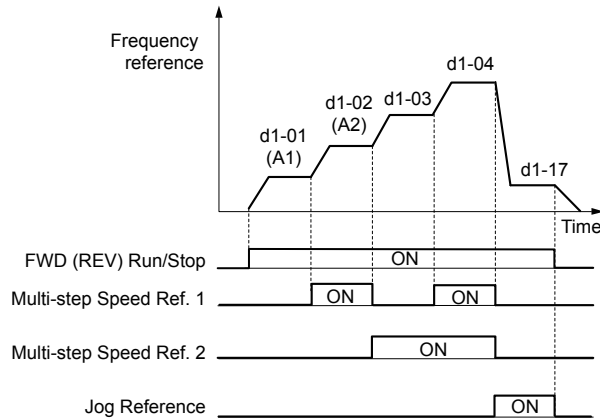 Frequency
reference
d1-01
(A1)
d1-02
(A2)
d1-03
d1-04
d1-17
Time
FWD (REV) Run/Stop
ON
Multi-step Speed Ref. 1
ON
ON
Multi-step Speed Ref. 2
ON
Jog Reference
ON